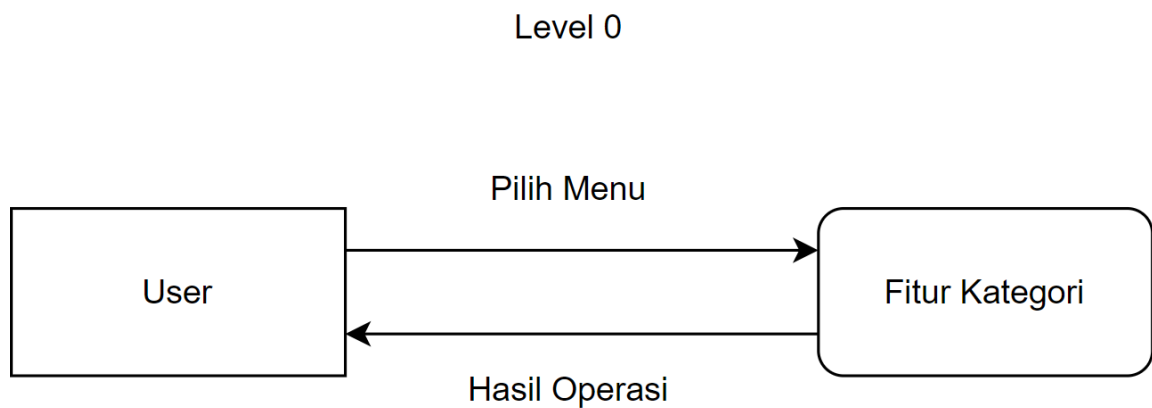 Level 0
Pilih Menu
User
Fitur Kategori
Hasil Operasi